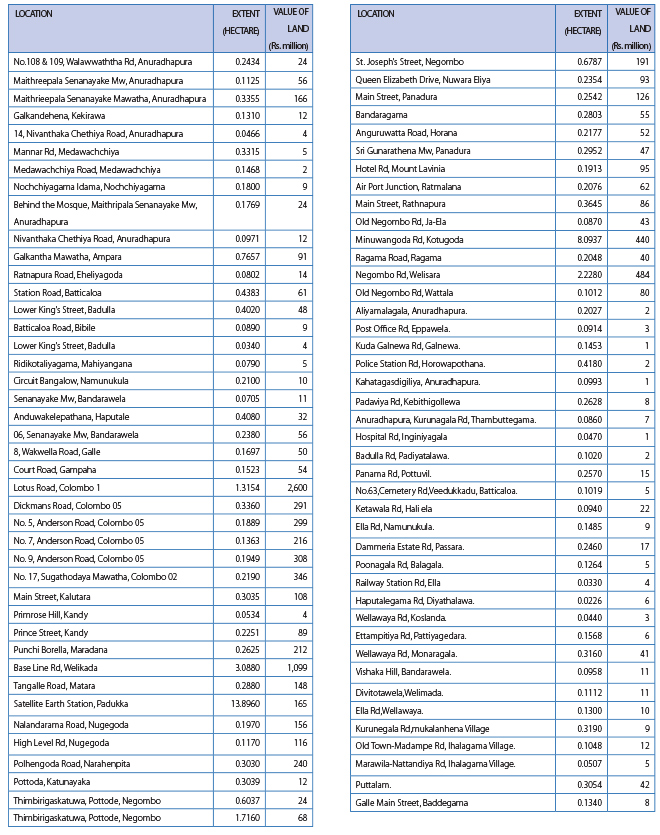 LOCATION EXTENT VALUE OF
(HECTARE) LAND
(Rs. million)
No.108 & 109, Walawwaththa Rd, Anuradhapura 0.2434 24
Maithreepala Senanayake Mw, Anuradhapura 0.1125 56
Maithrieepala Senanayake Mawatha, Anuradhapura 0.3355 166
Galkandehena, Kekirawa 0.1310 12
14, Nivanthaka Chethiya Road, Anuradhapura 0.0466 4
Mannar Rd, Medawachchiya 0.3315 5
Medawachchiya Road, Medawachchiya 0.1468 2
Nochchiyagama Idama, Nochchiyagama 0.1800 9
Behind the Mosque, Maithripala Senanayake Mw, 0.1769 24
Anuradhapura
Nivanthaka Chethiya Road, Anuradhapura 0.0971 12
Galkantha Mawatha, Ampara 0.7657 91
Ratnapura Road, Eheliyagoda 0.0802 14
Station Road, Batticaloa 0.4383 61
Lower King's Street, Badulla 0.4020 48
Batticaloa Road, Bibile 0.0890 9
Lower King's Street, Badulla 0.0340 4
Ridikotaliyagama, Mahiyangana 0.0790 5
Circuit Bangalow, Namunukula 0.2100 10
Senanayake Mw, Bandarawela 0.0705 11
Anduwakelepathana, Haputale 0.4080 32
06, Senanayake Mw, Bandarawela 0.2380 56
8, Wakwella Road, Galle 0.1697 50
Court Road, Gampaha 0.1523 54
Lotus Road, Colombo 1 1.3154 2,600
Dickmans Road, Colombo 05 0.3360 291
No. 5, Anderson Road, Colombo 05 0.1889 299
No. 7, Anderson Road, Colombo 05 0.1363 216
No. 9, Anderson Road, Colombo 05 0.1949 308
No. 17, Sugathodaya Mawatha, Colombo 02 0.2190 346
Main Street, Kalutara 0.3035 108
Primrose Hill, Kandy 0.0534 4
Prince Street, Kandy 0.2251 89
Punchi Borella, Maradana 0.2625 212
Base Line Rd, Welikada 3.0880 1,099
Tangalle Road, Matara 0.2880 148
Satellite Earth Station, Padukka 13.8960 165
Nalandarama Road, Nugegoda 0.1970 156
High Level Rd, Nugegoda 0.1170 116
Polhengoda Road, Narahenpita 0.3030 240
Pottoda, Katunayaka 0.3039 12
Thimbirigaskatuwa, Pottode, Negombo 0.6037 24
Thimbirigaskatuwa, Pottode, Negombo 1.7160 68
LOCATION EXTENT VALUE OF
(HECTARE) LAND
(Rs. million)
St. Joseph's Street, Negombo 0.6787 191
Queen Elizabeth Drive, Nuwara Eliya 0.2354 93
Main Street, Panadura 0.2542 126
Bandaragama 0.2803 55
Anguruwatta Road, Horana 0.2177 52
Sri Gunarathena Mw, Panadura 0.2952 47
Hotel Rd, Mount Lavinia 0.1913 95
Air Port Junction, Ratmalana 0.2076 62
Main Street, Rathnapura 0.3645 86
Old Negombo Rd, Ja-Ela 0.0870 43
Minuwangoda Rd, Kotugoda 8.0937 440
Ragama Road, Ragama 0.2048 40
Negombo Rd, Welisara 2.2280 484
Old Negombo Rd, Wattala 0.1012 80
Aliyamalagala, Anuradhapura. 0.2027 2
Post Office Rd, Eppawela. 0.0914 3
Kuda Galnewa Rd, Galnewa. 0.1453 1
Police Station Rd, Horowapothana. 0.4180 2
Kahatagasdigiliya, Anuradhapura. 0.0993 1
Padaviya Rd, Kebithigollewa 0.2628 8
Anuradhapura, Kurunagala Rd, Thambuttegama. 0.0860 7
Hospital Rd, Inginiyagala 0.0470 1
Badulla Rd, Padiyatalawa. 0.1020 2
Panama Rd, Pottuvil. 0.2570 15
No.63,Cemetery Rd,Veedukkadu, Batticaloa. 0.1019 5
Ketawala Rd, Hali ela 0.0940 22
Ella Rd, Namunukula. 0.1485 9
Dammeria Estate Rd, Passara. 0.2460 17
Poonagala Rd, Balagala. 0.1264 5
Railway Station Rd, Ella 0.0330 4
Haputalegama Rd, Diyathalawa. 0.0226 6
Wellawaya Rd, Koslanda. 0.0440 3
Ettampitiya Rd, Pattiyagedara. 0.1568 6
Wellawaya Rd, Monaragala. 0.3160 41
Vishaka Hill, Bandarawela. 0.0958 11
Divitotawela,Welimada. 0.1112 11
Ella Rd,Wellawaya. 0.1300 10
Kurunegala Rd,mukalanhena Village 0.3190 9
Old Town-Madampe Rd, Ihalagama Village. 0.1048 12
Marawila-Nattandiya Rd, Ihalagama Village. 0.0507 5
Puttalam. 0.3054 42
Galle Main Street, Baddegama 0.1340 8